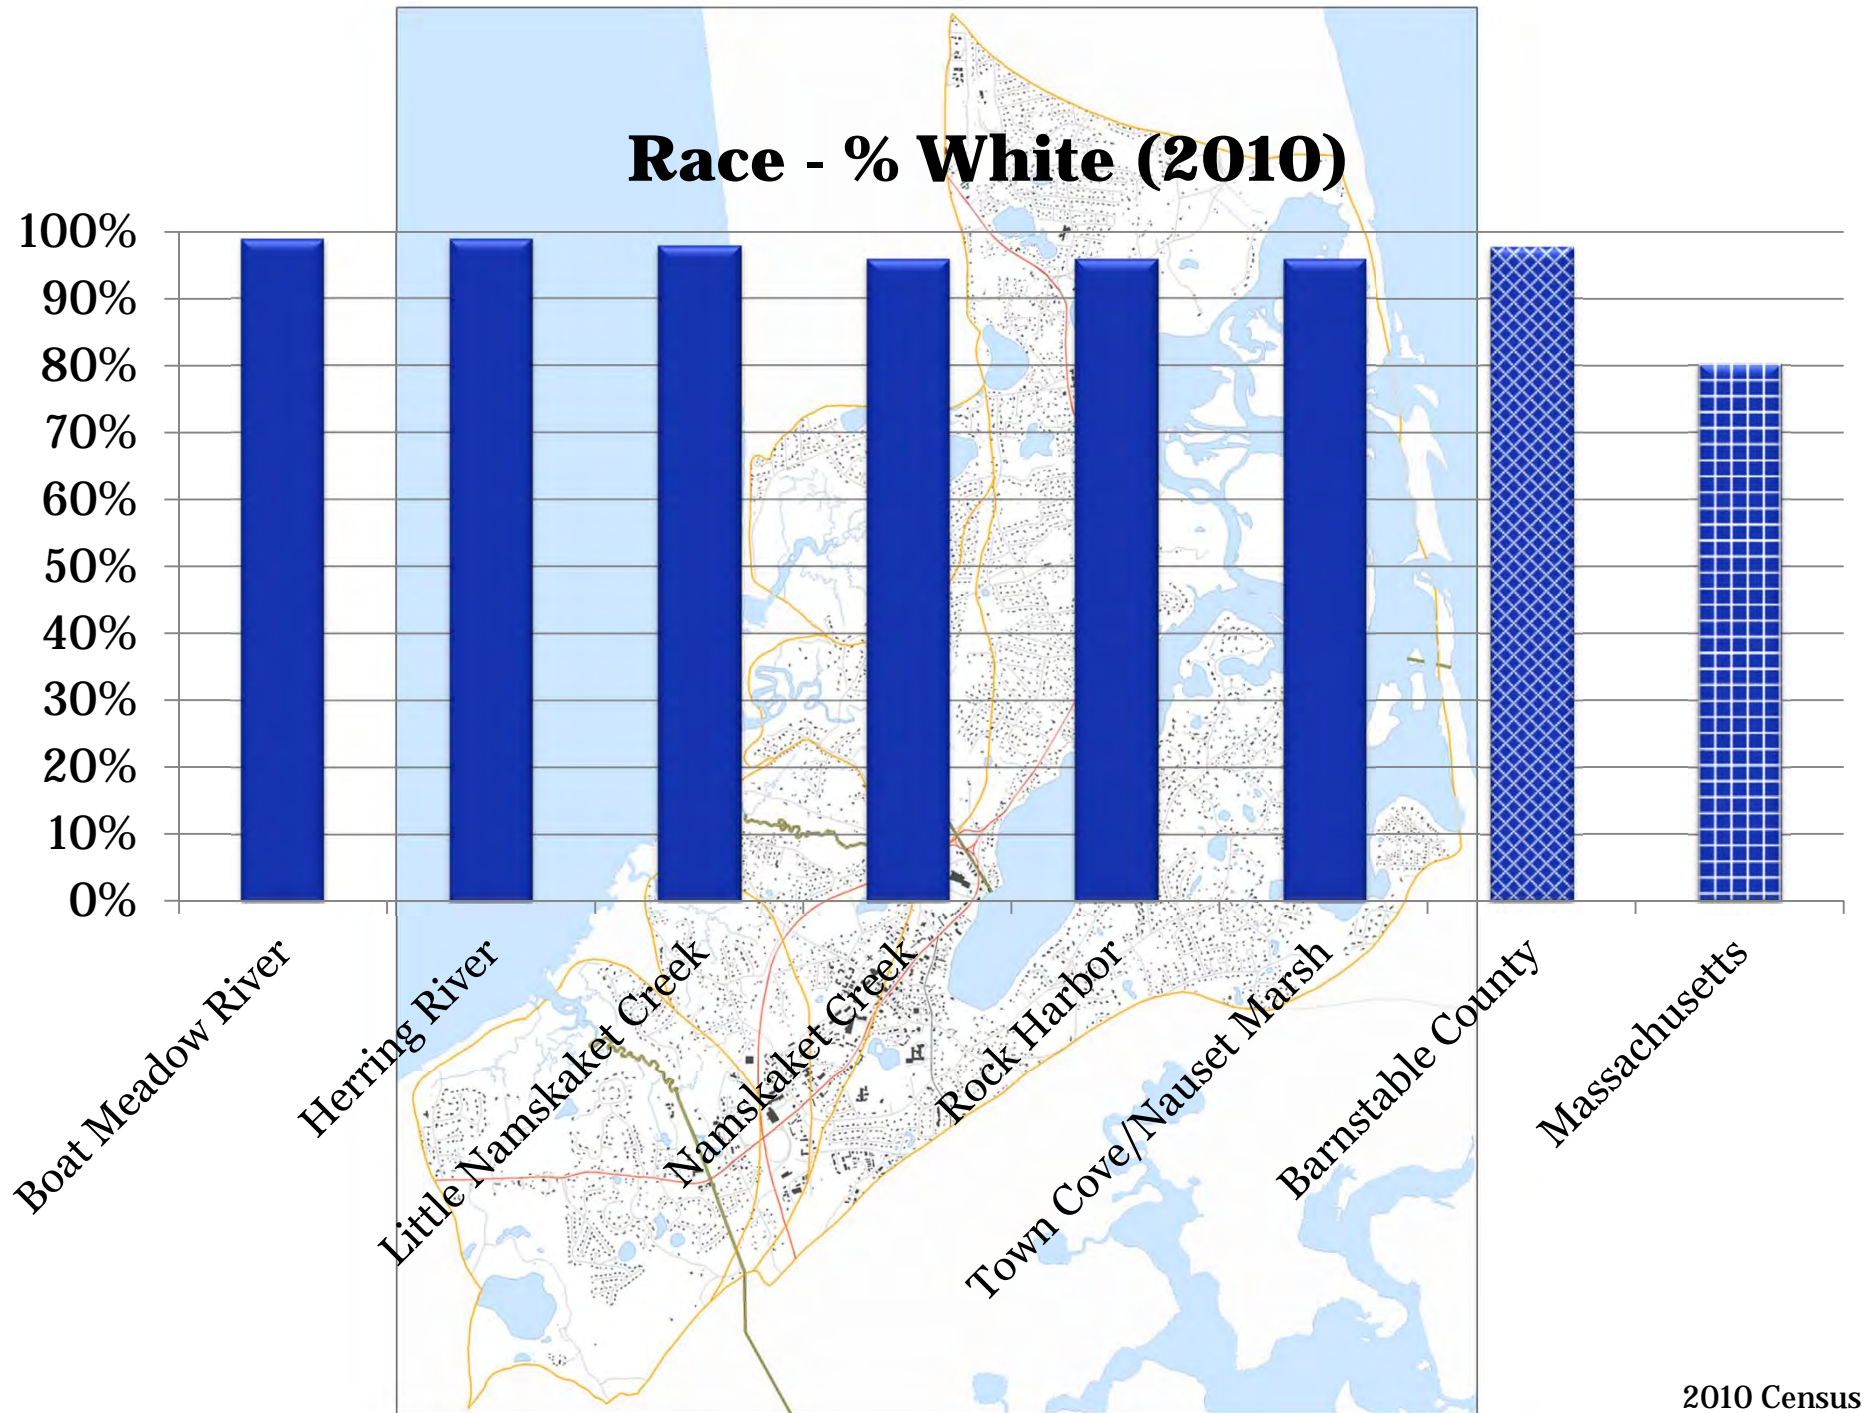 Race - % White (2010)
100%
90%
80%
70%
60%
50%
40%
30%
20%
10%
0%
Boat Meadow River
Herring River
Little Namskaket Creek
Namskaket Creek
Rock Harbor
Town Cove/Nauset Marsh
Barnstable County
Massachusetts
2010 Census